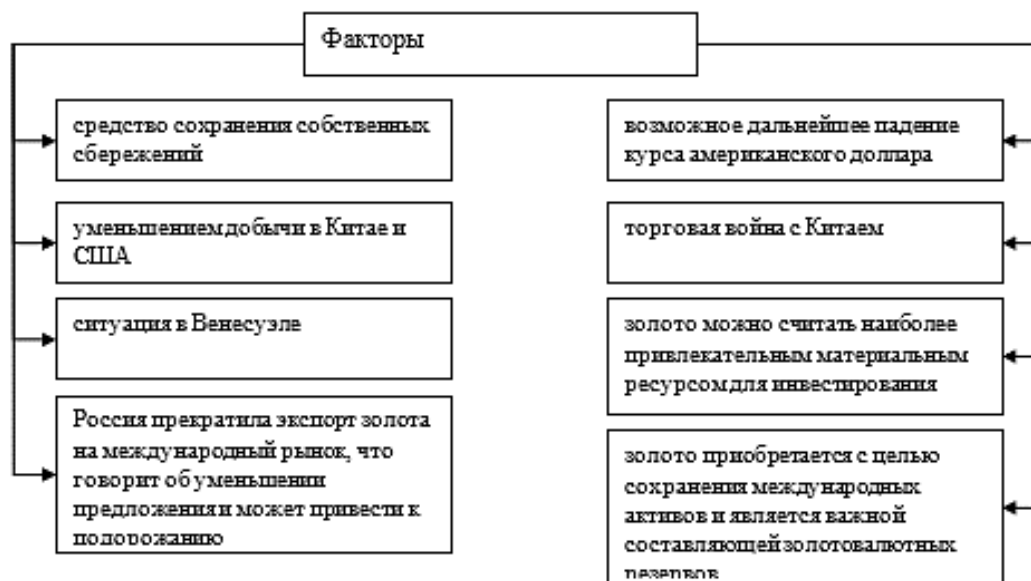 Факторы
средство сохранения собственных
сбережений
уменьшением добычи в Китае и
США
ситуация в Венесуэле
Россия прекратила экспорт золота
на международный рынок, что
говорит об уменьшении
предложения и может привести к
подорожанию
возможное дальнейшее падение
курса американского доллара
торговая война с Китаем
золото можно считать наиболее
привлекательным материальным
ресурсом для инвестирования
золото приобретается с целью
сохранения международных
активов и является важной
составляющей золотовалютных
резервов